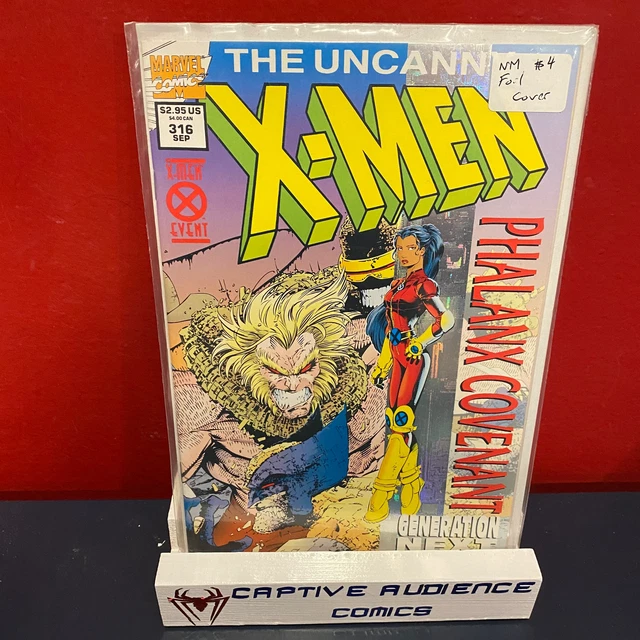 MARVEL
COMICS
THE UNCANN
NM #4
Foil
Cover
$2.95 US
$4.00 CAN
316
SEP
X-MEN
X-MEN
EVENT
PHALANX COVENANT
GENERATION
NEXT
CAPTIVE AUDIENCE
COMICS